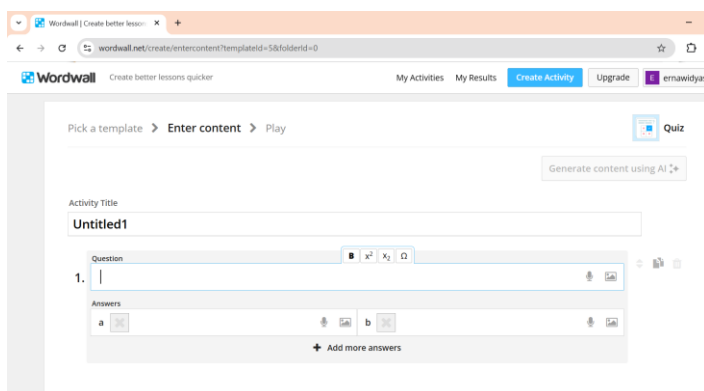 Wordwall | Create better lesson
wordwall.net/create/entercontent?templateId=5&folderId=0
Wordwall Create better lessons quicker My Activities My Results Create Activity Upgrade E ernawidyas
Pick a template > Enter content > Play Quiz
Generate content using AI
Activity Title
Untitled1
Question B x² x₂ Ω
1.
Answers
a b
+ Add more answers